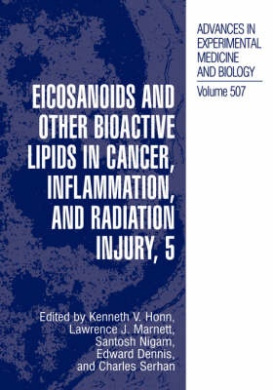 ADVANCES IN
EXPERIMENTAL
MEDICINE
AND BIOLOGY
Volume 507
EICOSANOIDS AND
OTHER BIOACTIVE
LIPIDS IN CANCER,
INFLAMMATION,
AND RADIATION
INJURY, 5
Edited by Kenneth V. Honn,
Lawrence J. Marnett,
Santosh Nigam,
Edward Dennis,
and Charles Serhan